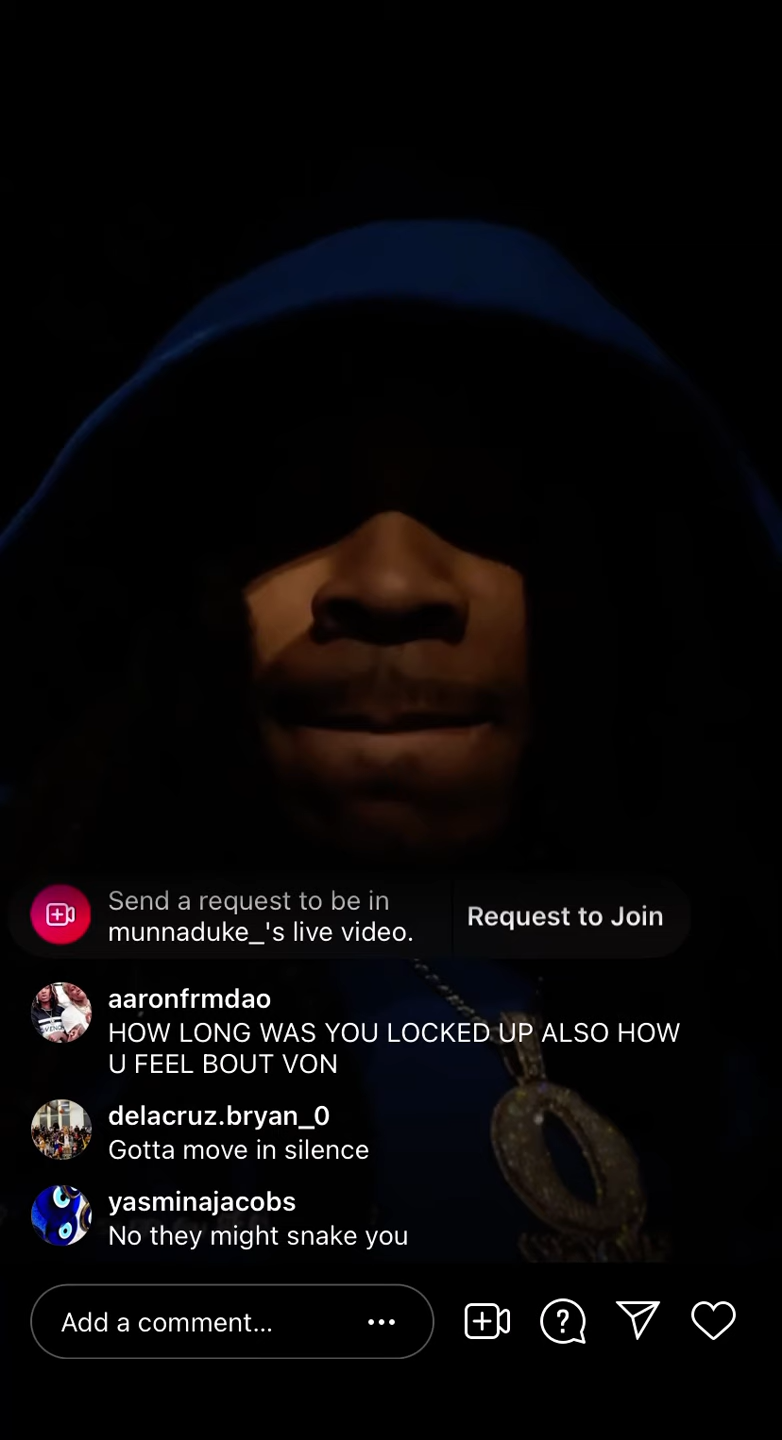 Send a request to be in
munnaduke_'s live video.
Request to Join
aaronfrmdao
HOW LONG WAS YOU LOCKED UP ALSO HOW
U FEEL BOUT VON
delacruz.bryan_0
Gotta move in silence
yasminajacobs
No they might snake you
Add a comment...